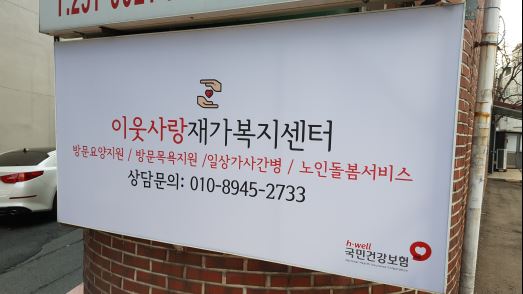 이웃사랑재가복지센터
방문요양지원 / 방문목욕지원 /일상가사간병 / 노인돌봄서비스
상담문의: 010-8945-2733
h·well
국민건강보험